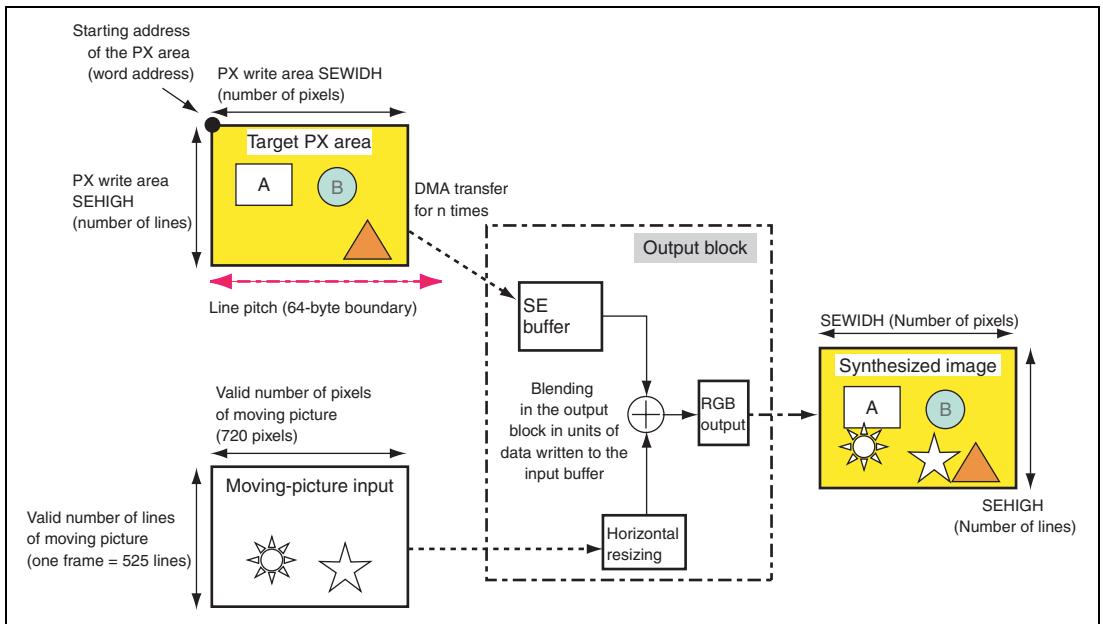 Starting address
of the PX area
(word address)
PX write area SEWIDH
(number of pixels)
Target PX area
A
B
PX write area
SEHIGH
(number of lines)
DMA transfer
for n times
Line pitch (64-byte boundary)
Output block
SE
buffer
Blending
in the output
block in units of
data written to the
input buffer
RGB
output
Horizontal
resizing
Valid number of pixels
of moving picture
(720 pixels)
Moving-picture input
Valid number of lines
of moving picture
(one frame = 525 lines)
SEWIDH (Number of pixels)
Synthesized image
A
B
SEHIGH
(Number of lines)